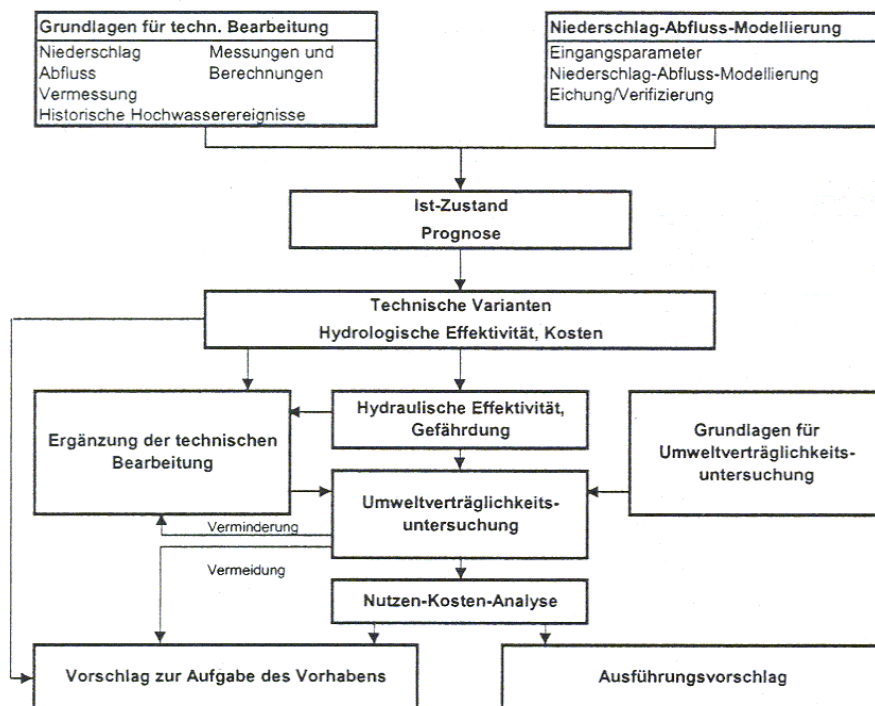 Grundlagen für techn. Bearbeitung
Niederschlag Messungen und
Abfluss Berechnungen
Vermessung
Historische Hochwasserereignisse
Niederschlag-Abfluss-Modellierung
Eingangsparameter
Niederschlag-Abfluss-Modellierung
Eichung/Verifizierung
Ist-Zustand
Prognose
Technische Varianten
Hydrologische Effektivität, Kosten
Ergänzung der technischen
Bearbeitung
Hydraulische Effektivität,
Gefährdung
Grundlagen für
Umweltverträglichkeits-
untersuchung
Umweltverträglichkeits-
untersuchung
Verminderung
Vermeidung
Nutzen-Kosten-Analyse
Vorschlag zur Aufgabe des Vorhabens
Ausführungsvorschlag